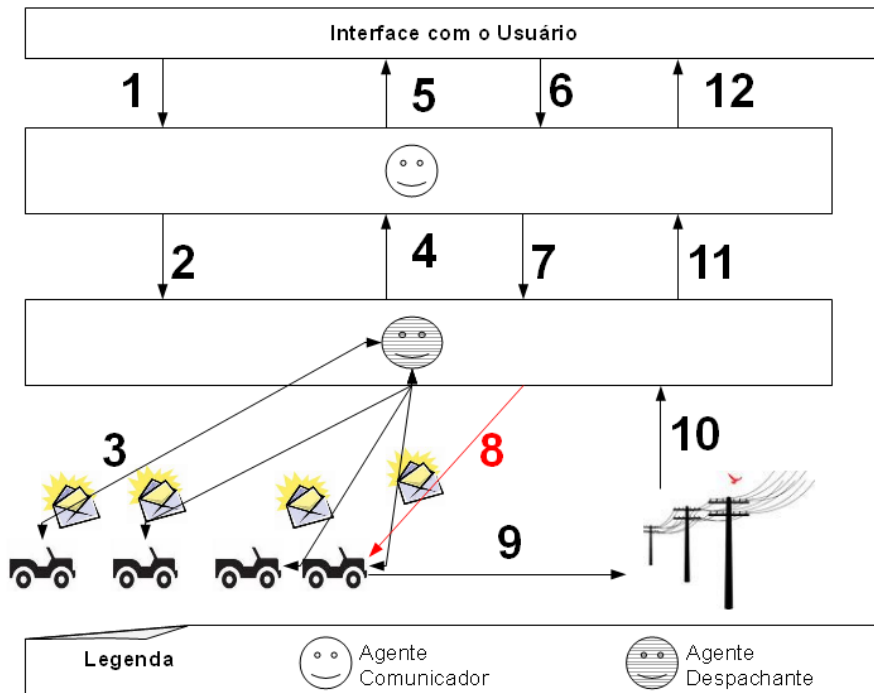 Interface com o Usuário
1
5
6
12
2
4
7
11
3
8
10
9
Legenda
Agente
Comunicador
Agente
Despachante